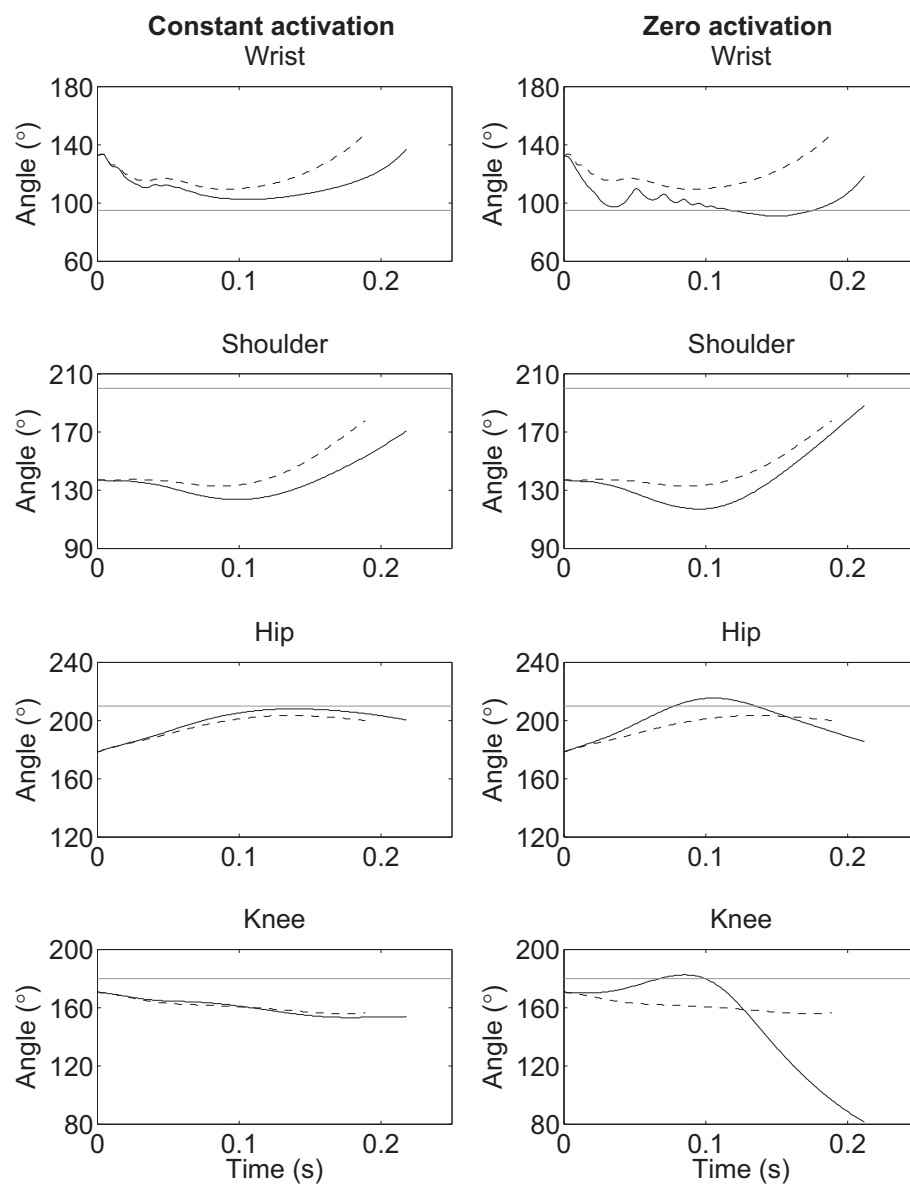 Constant activation
Wrist
Angle (°)
180
140
100
60
0
0.1
0.2
Shoulder
Angle (°)
210
170
130
90
0
0.1
0.2
Hip
Angle (°)
240
200
160
120
0
0.1
0.2
Knee
Angle (°)
200
160
120
80
0
0.1
0.2
Time (s)
Zero activation
Wrist
Angle (°)
180
140
100
60
0
0.1
0.2
Shoulder
Angle (°)
210
170
130
90
0
0.1
0.2
Hip
Angle (°)
240
200
160
120
0
0.1
0.2
Knee
Angle (°)
200
160
120
80
0
0.1
0.2
Time (s)